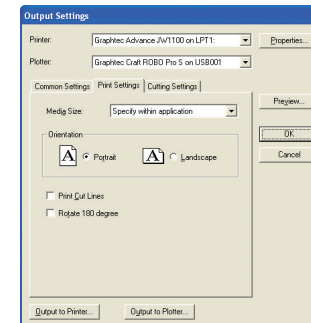 Output Settings
Printer: Graphtec Advance JW1100 on LPT1: Properties...
Plotter: Graphtec Craft ROBO Pro S on USB001
Common Settings Print Settings Cutting Settings
Preview...
Media Size: Specify within application
OK
Orientation
Cancel
A Portrait A Landscape
Print Cut Lines
Rotate 180 degree
Output to Printer... Output to Plotter...